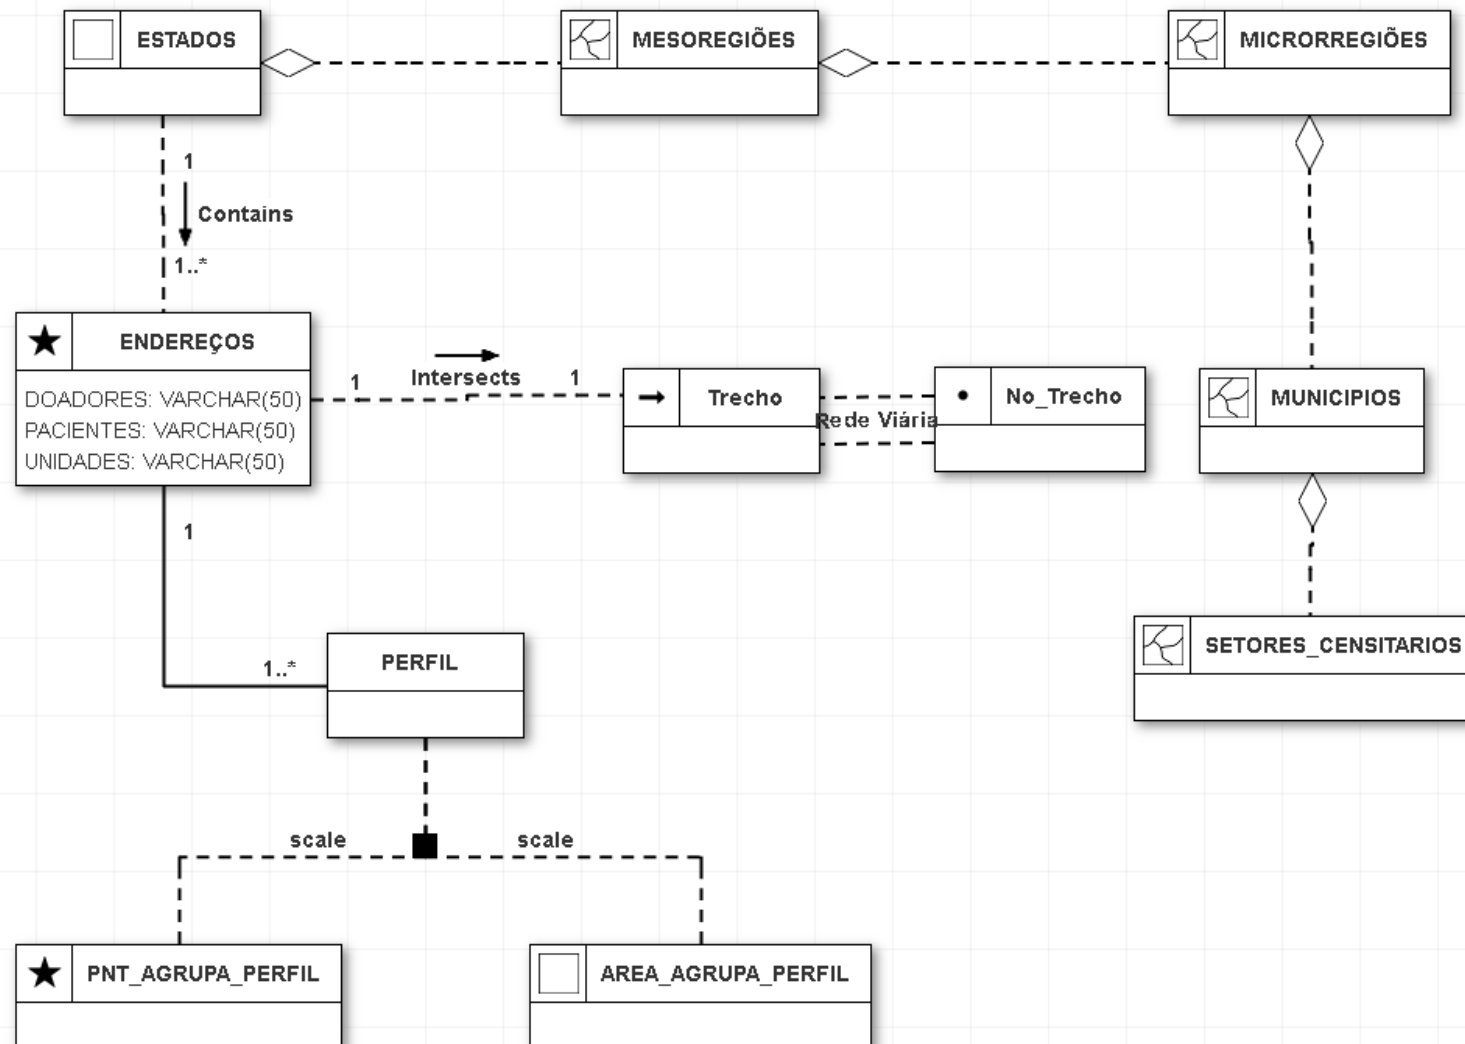 ESTADOS
MESOREGIÕES
MICRORREGIÕES
1
Contains
1..*
ENDEREÇOS
DOADORES: VARCHAR(50)
PACIENTES: VARCHAR(50)
UNIDADES: VARCHAR(50)
1
Intersects
1
Trecho
Rede Viária
No_Trecho
MUNICIPIOS
1
1..*
PERFIL
SETORES_CENSITARIOS
scale
scale
PNT_AGRUPA_PERFIL
AREA_AGRUPA_PERFIL